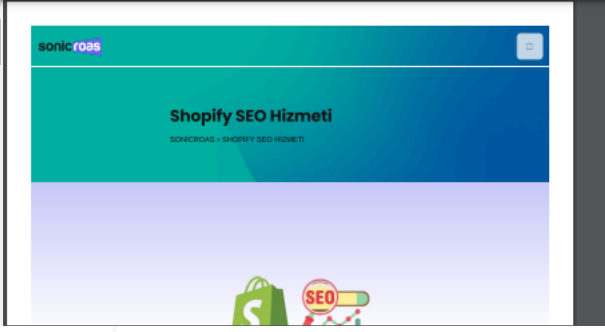 sonicroas
Shopify SEO Hizmeti
SONICROAS > SHOPIFY SEO HIZMETI
S
SEO